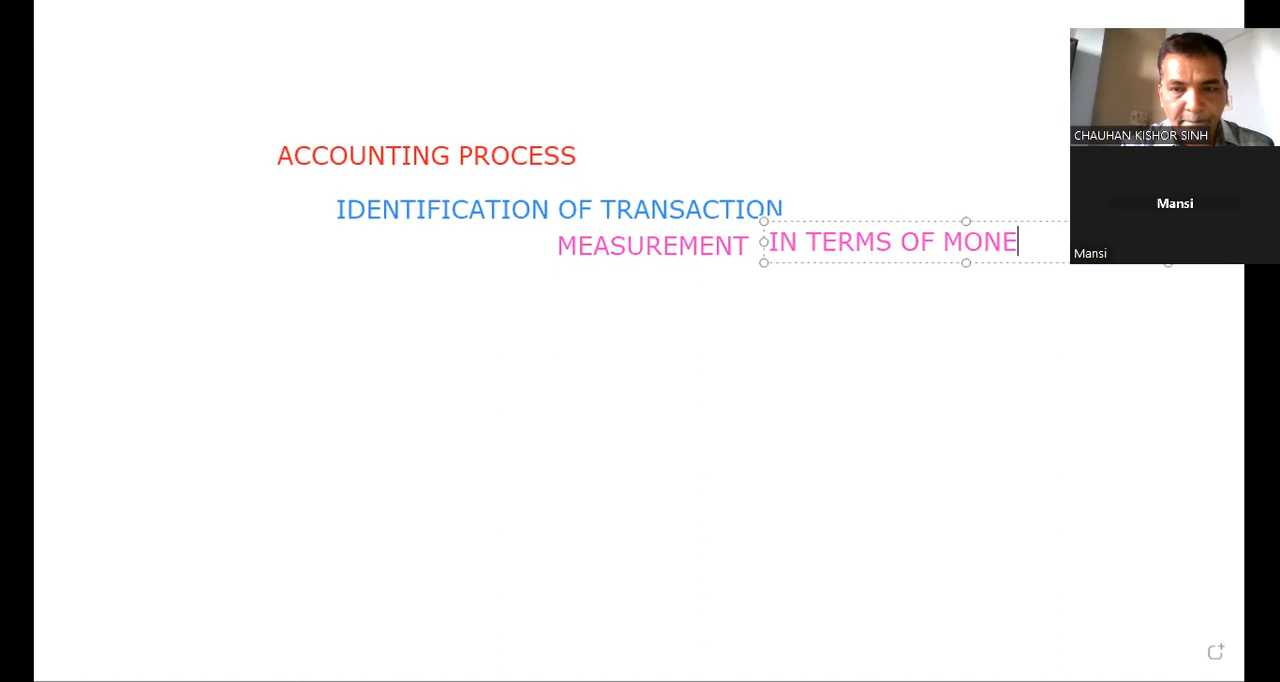 ACCOUNTING PROCESS
IDENTIFICATION OF TRANSACTION
MEASUREMENT IN TERMS OF MONE
CHAUHAN KISHOR SINH
Mansi
Mansi